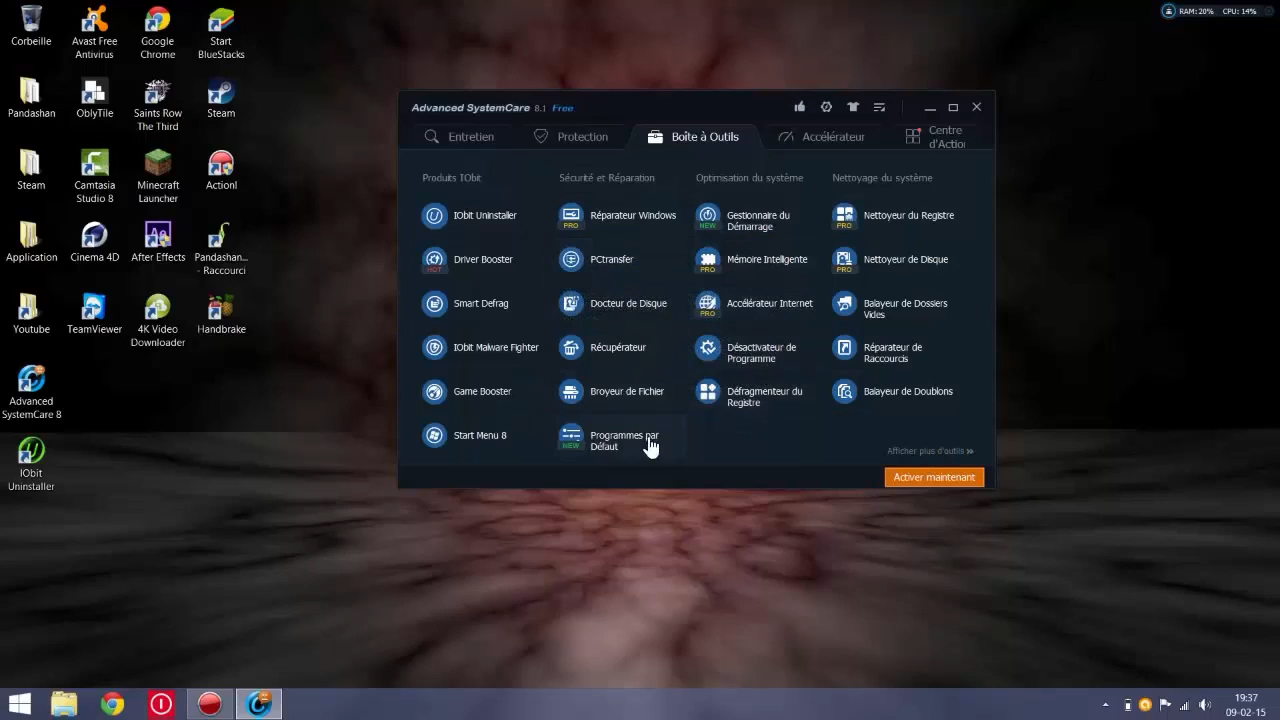 Corbeille
Avast Free
Antivirus
Google
Chrome
Start
BlueStacks
Pandashan
OblyTile
Saints Row
The Third
Steam
Steam
Camtasia
Studio 8
Minecraft
Launcher
Action!
Application
Cinema 4D
After Effects
Pandashan...
- Raccourci
Youtube
TeamViewer
4K Video
Downloader
Handbrake
Advanced
SystemCare 8
IObit
Uninstaller
RAM: 20% CPU: 14%
Advanced SystemCare 8.1 Free
Entretien
Protection
Boîte à Outils
Accélérateur
Centre
d'Actio
Produits IObit
Sécurité et Réparation
Optimisation du système
Nettoyage du système
IObit Uninstaller
PRO
Réparateur Windows
NEW
Gestionnaire du
Démarrage
PRO
Nettoyeur du Registre
HOT
Driver Booster
PCtransfer
PRO
Mémoire Intelligente
PRO
Nettoyeur de Disque
Smart Defrag
Docteur de Disque
PRO
Accélérateur Internet
Balayeur de Dossiers
Vides
IObit Malware Fighter
Récupérateur
Désactivateur de
Programme
Réparateur de
Raccourcis
Game Booster
Broyeur de Fichier
Défragmenteur du
Registre
Balayeur de Doublons
Start Menu 8
NEW
Programmes par
Défaut
Afficher plus d'outils »
Activer maintenant
19:37
09-02-15